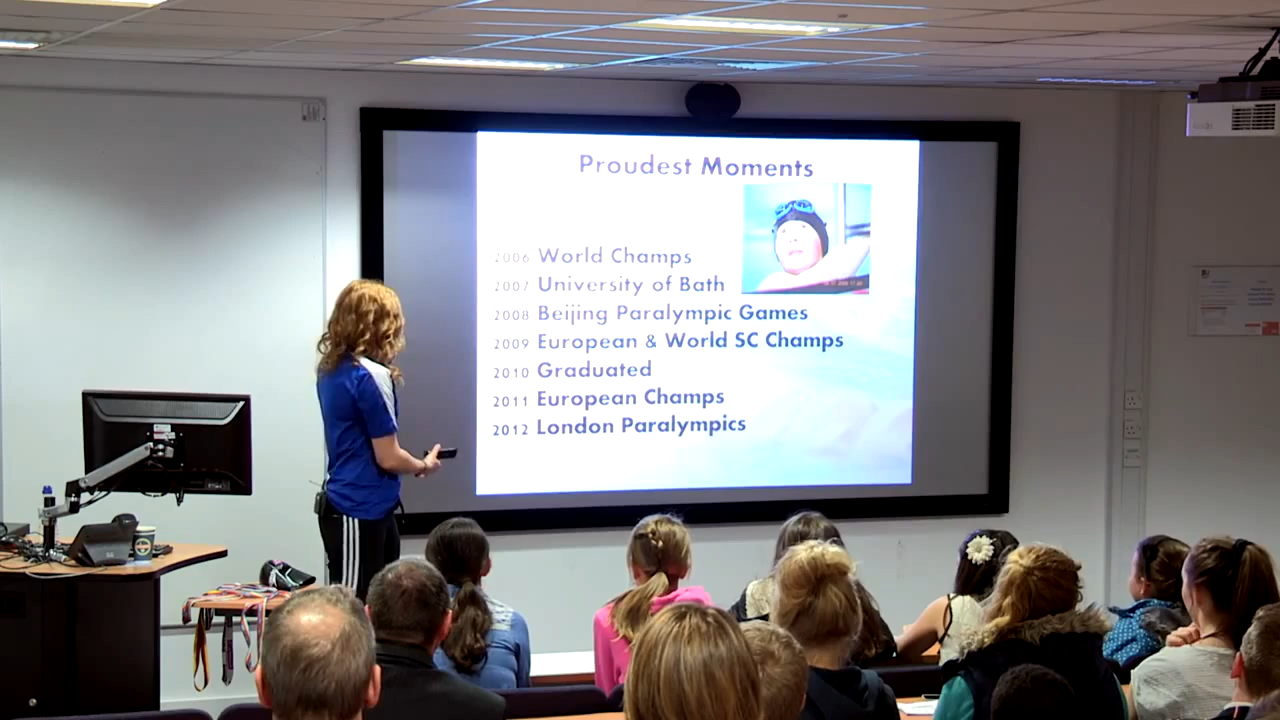 Proudest Moments
2006 World Champs
2007 University of Bath
2008 Beijing Paralympic Games
2009 European & World SC Champs
2010 Graduated
2011 European Champs
2012 London Paralympics